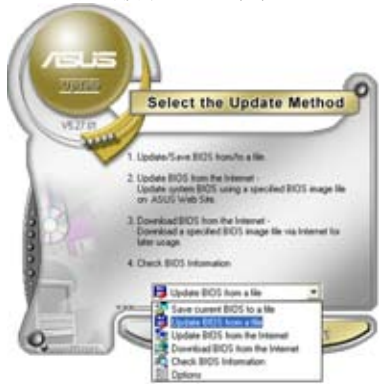 ASUS
Update
Select the Update Method
1. Update/Save BIOS from/to a file.
2. Update BIOS from the Internet -
Update system BIOS using a specified BIOS image file
on ASUS Web Site.
3. Download BIOS from the Internet -
Download a specified BIOS image file via Internet for
later usage.
4. Check BIOS Information
Update BIOS from a file
Save current BIOS to a file
Update BIOS from a file
Update BIOS from the Internet
Download BIOS from the Internet
Check BIOS Information
Options